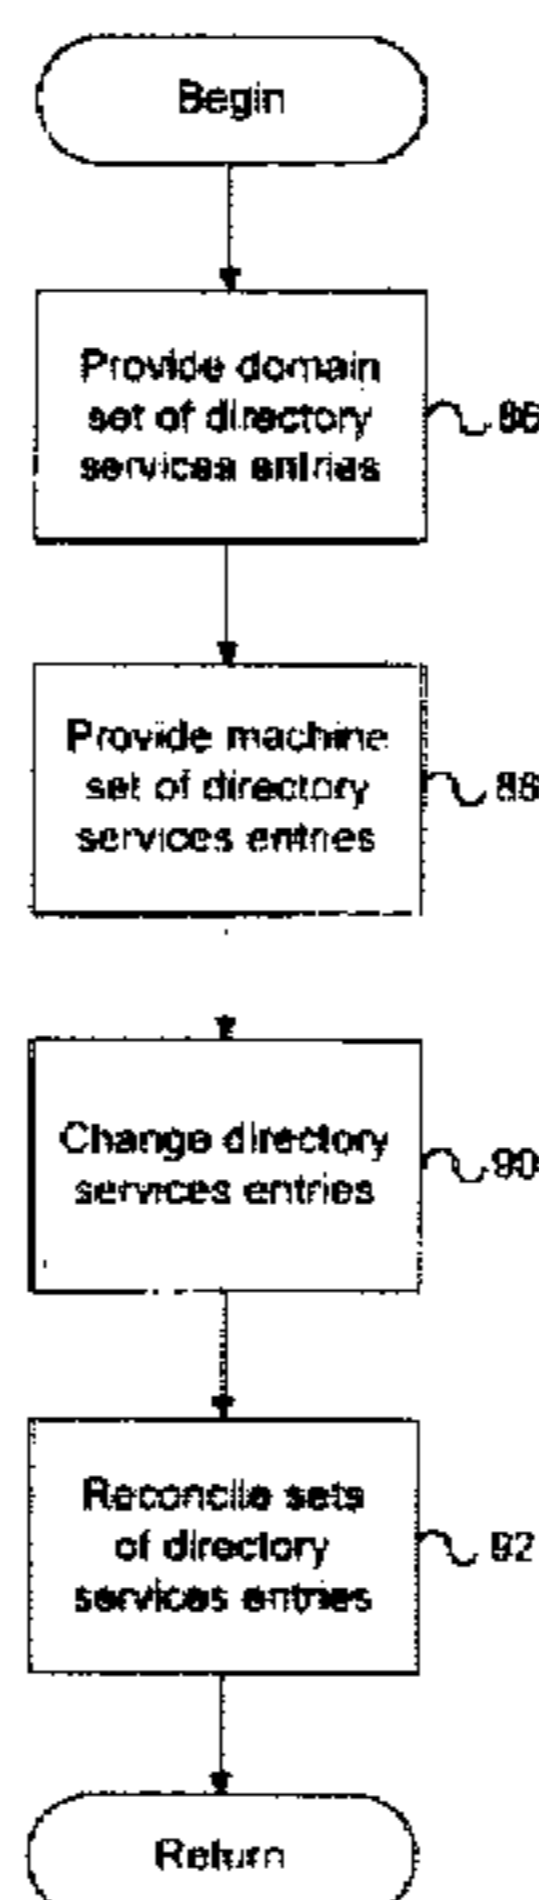 Begin
Provide domain
set of directory
services entries
86
Provide machine
set of directory
services entries
88
Change directory
services entries
90
Reconcile sets
of directory
services entries
92
Return